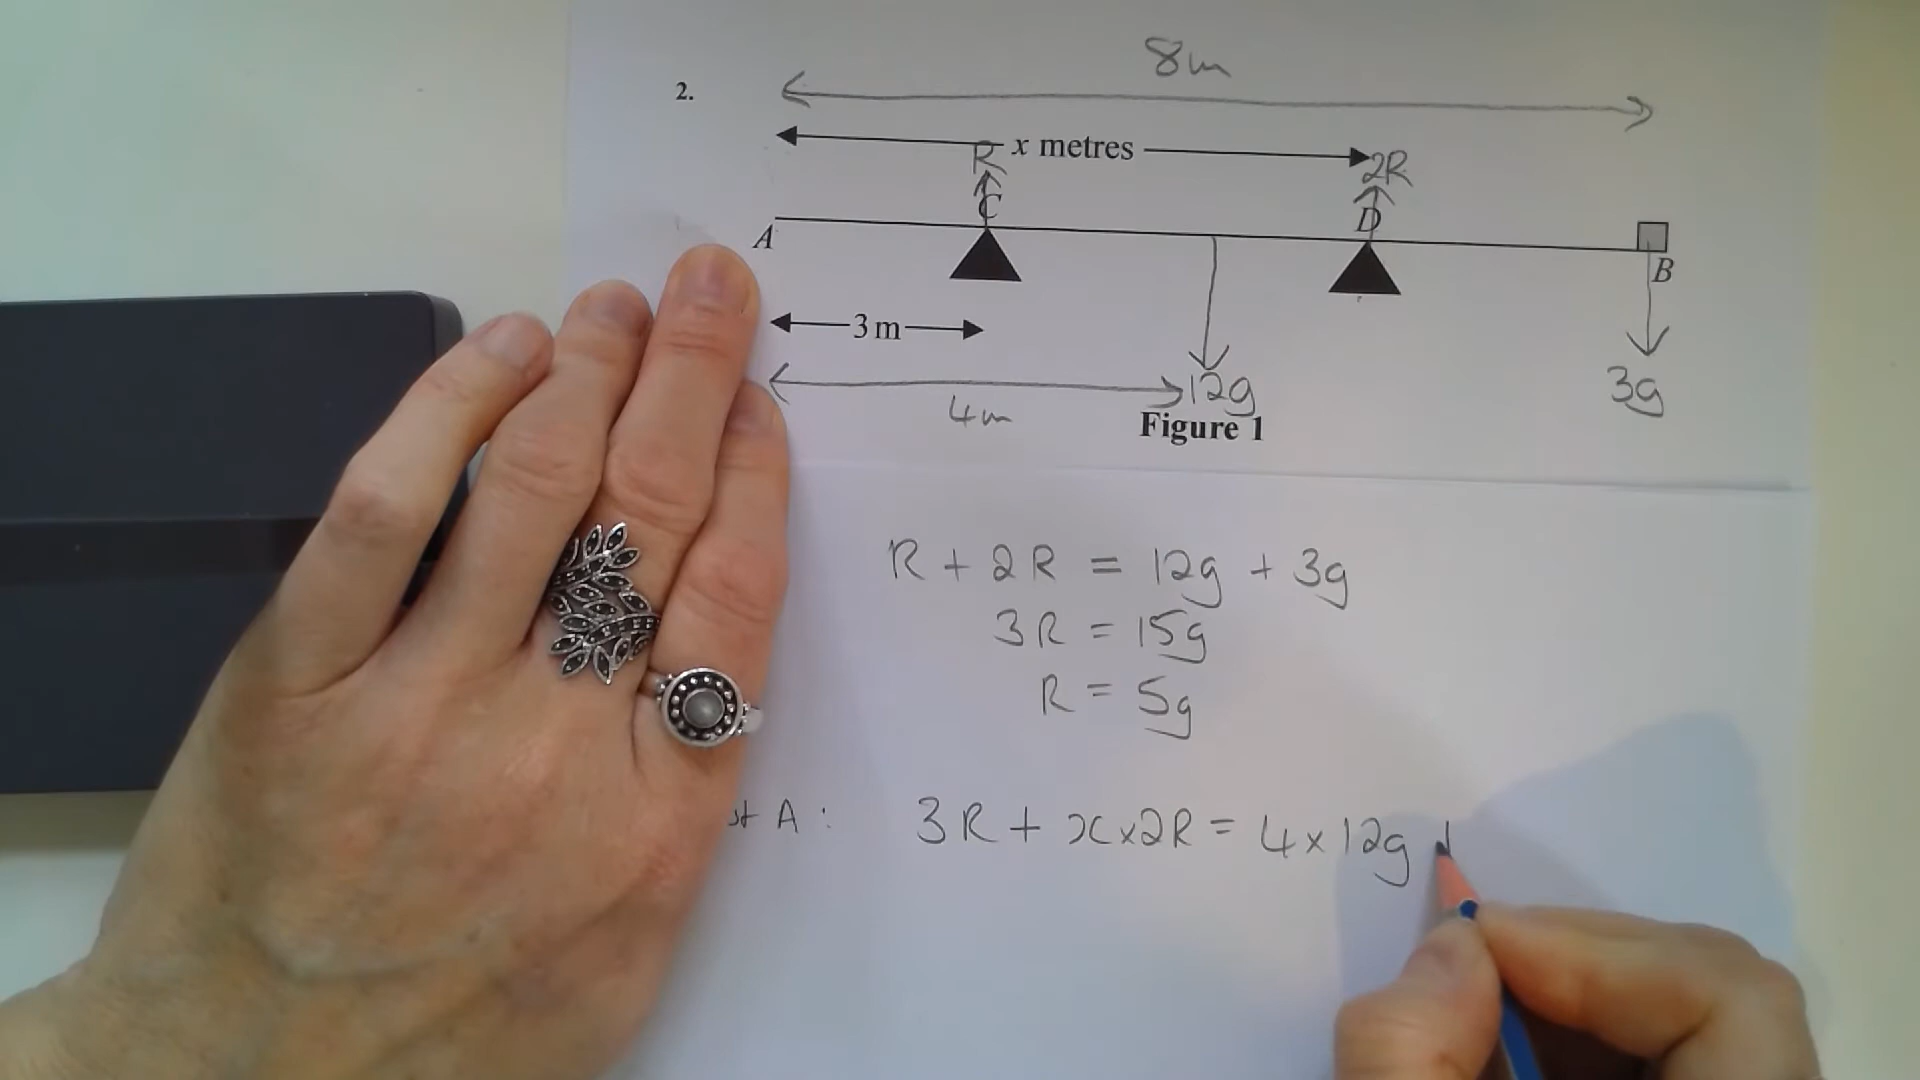 8m
2.
x metres
R
2R
C
D
A
B
3 m
4m
12g
3g
Figure 1
R + 2R = 12g + 3g
3R = 15g
R = 5g
A : 3R + x×2R = 4×12g